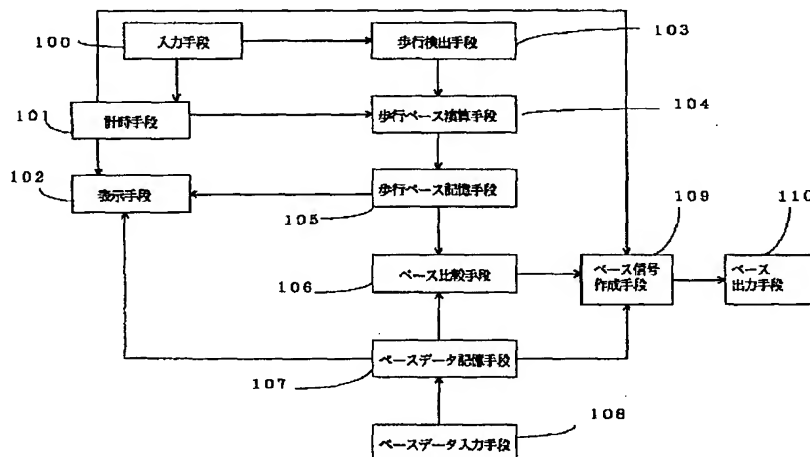 100
入力手段
歩行検出手段
103
101
計時手段
歩行ペース演算手段
104
102
表示手段
歩行ペース記憶手段
105
109
110
106
ペース比較手段
ペース信号
作成手段
ペース
出力手段
107
ペースデータ記憶手段
ペースデータ入力手段
108